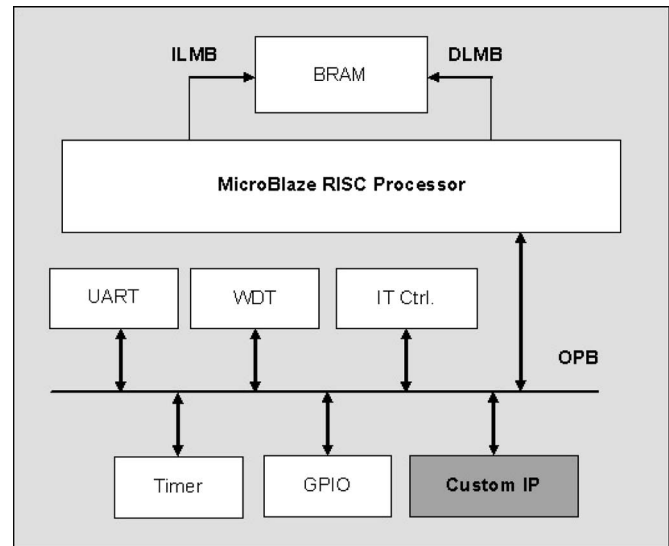 ILMB
BRAM
DLMB
MicroBlaze RISC Processor
UART
WDT
IT Ctrl.
OPB
Timer
GPIO
Custom IP